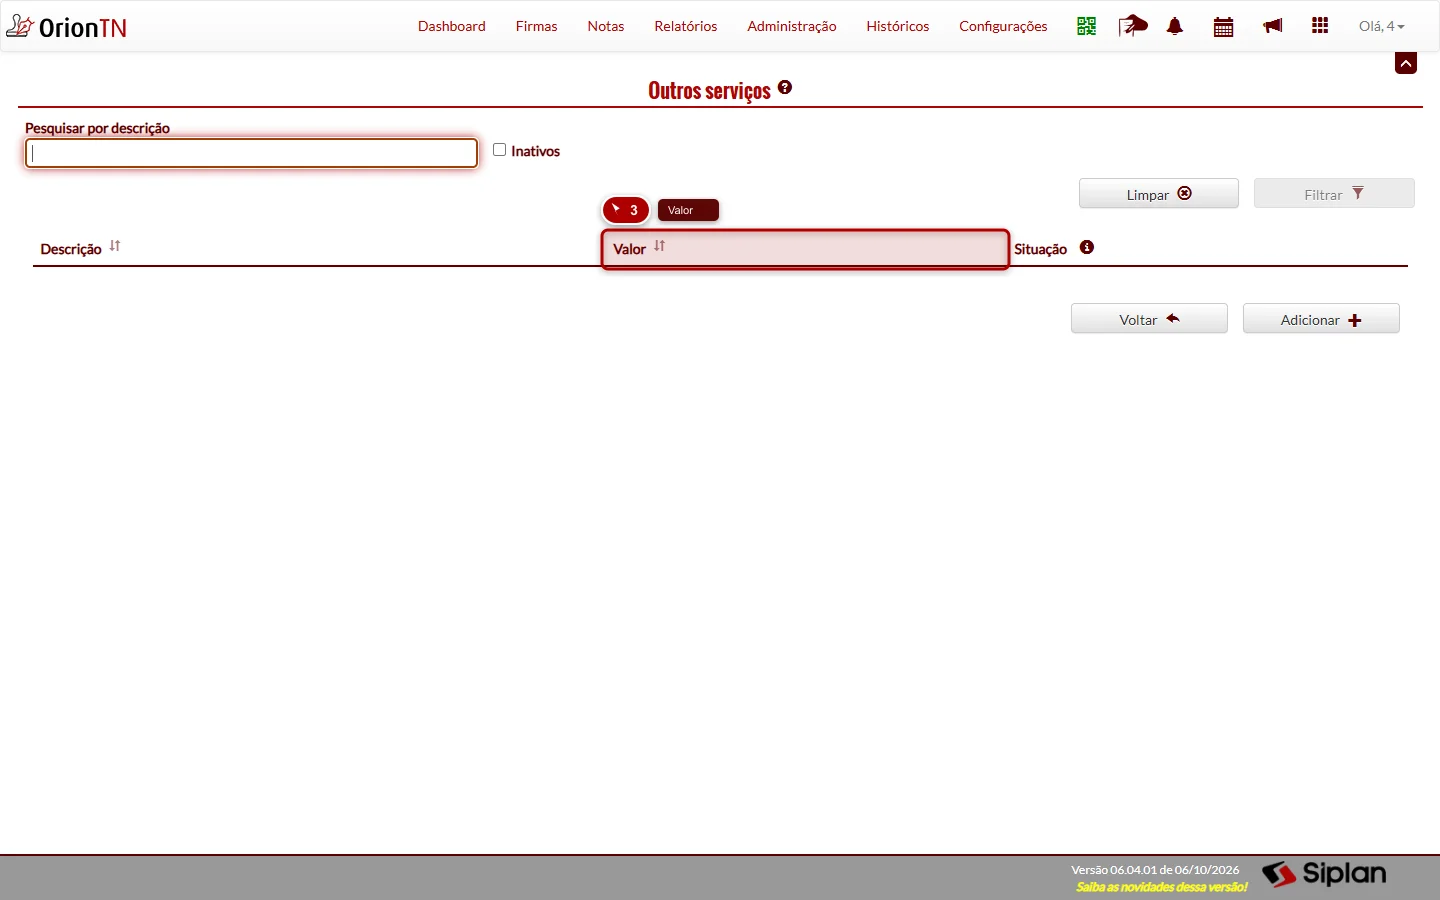 OrionTN
Dashboard Firmas Notas Relatórios Administração Históricos Configurações Olá, 4
Outros serviços
Pesquisar por descrição
Inativos
Limpar Filtrar
3 Valor
Descrição Valor Situação
Voltar Adicionar
Versão 06.04.01 de 06/10/2026
Saiba as novidades dessa versão!
Siplan